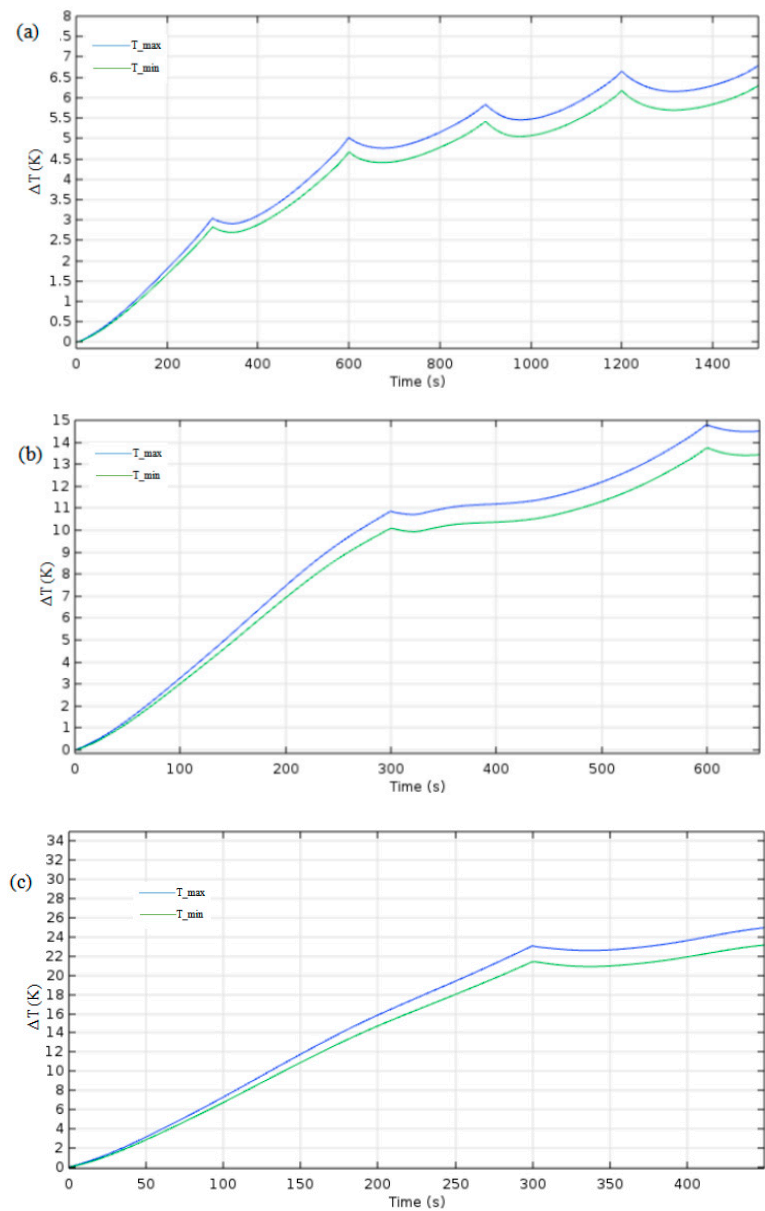 (a)
8
.5
7
6.5
6
5.5
5
4.5
4
3.5
3
2.5
2
1.5
1
0.5
0
ΔT (K)
T_max
T_min
0 200 400 600 800 1000 1200 1400
Time (s)
(b)
15
14
13
12
11
10
9
8
7
6
5
4
3
2
1
0
ΔT (K)
T_max
T_min
0 100 200 300 400 500 600
Time (s)
(c)
34
32
30
28
26
24
22
20
18
16
14
12
10
8
6
4
2
0
ΔT (K)
T_max
T_min
0 50 100 150 200 250 300 350 400
Time (s)